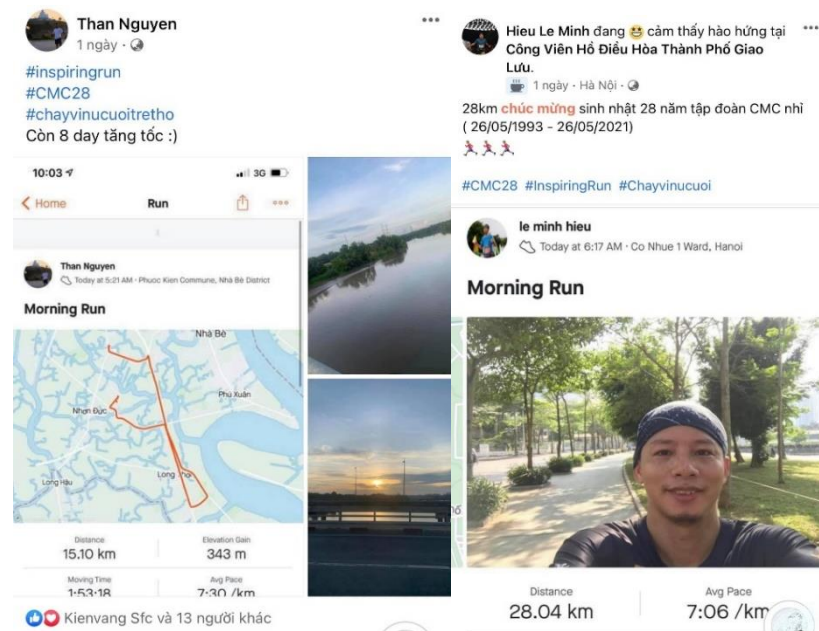 Than Nguyen
1 ngày
#inspiringrun
#CMC28
#chayvinucuoitretho
Còn 8 day tăng tốc :)
10:03
3G
Home
Run
Than Nguyen
Today at 5:21 AM · Phuoc Kien Commune, Nhà Bè District
Morning Run
Nhà Bè
Phú Xuân
Nhơn Đức
Long Thới
Long Hậu
Distance
Elevation Gain
15.10 km
343 m
Moving Time
Avg Pace
1:53:18
7:30 /km
Kienvang Sfc và 13 người khác
Hieu Le Minh đang 😃 cảm thấy hào hứng tại
Công Viên Hồ Điều Hòa Thành Phố Giao
Lưu.
1 ngày · Hà Nội ·
28km chúc mừng sinh nhật 28 năm tập đoàn CMC nhỉ
( 26/05/1993 - 26/05/2021)
#CMC28 #InspiringRun #Chayvinucuoi
le minh hieu
Today at 6:17 AM · Co Nhue 1 Ward, Hanoi
Morning Run
Distance
Avg Pace
28.04 km
7:06 /km